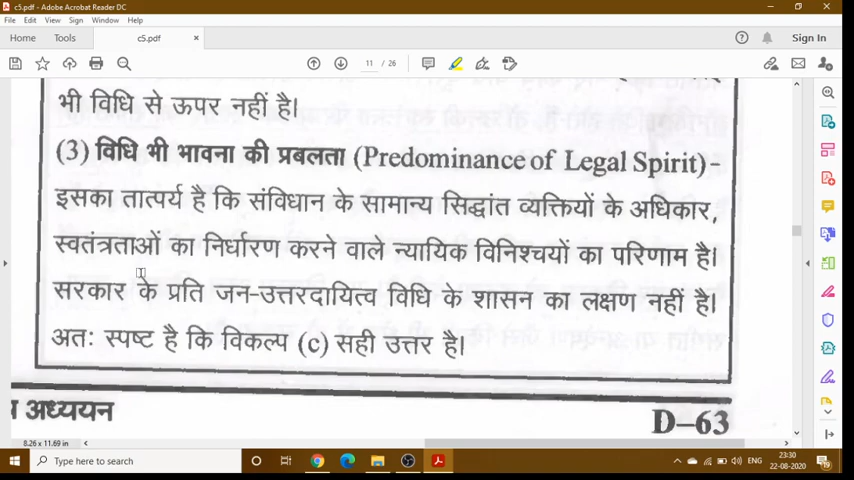 c5.pdf - Adobe Acrobat Reader DC
File Edit View Sign Window Help
Home Tools c5.pdf × Sign In
11 / 26
भी विधि से ऊपर नहीं है।
(3) विधि भी भावना की प्रबलता (Predominance of Legal Spirit) -
इसका तात्पर्य है कि संविधान के सामान्य सिद्धांत व्यक्तियों के अधिकार,
स्वतंत्रताओं का निर्धारण करने वाले न्यायिक विनिश्चयों का परिणाम है।
सरकार के प्रति जन-उत्तरदायित्व विधि के शासन का लक्षण नहीं है।
अतः स्पष्ट है कि विकल्प (c) सही उत्तर है।
अध्ययन
D-63
8.26 x 11.69 in
Type here to search
ENG
23:30
22-08-2020